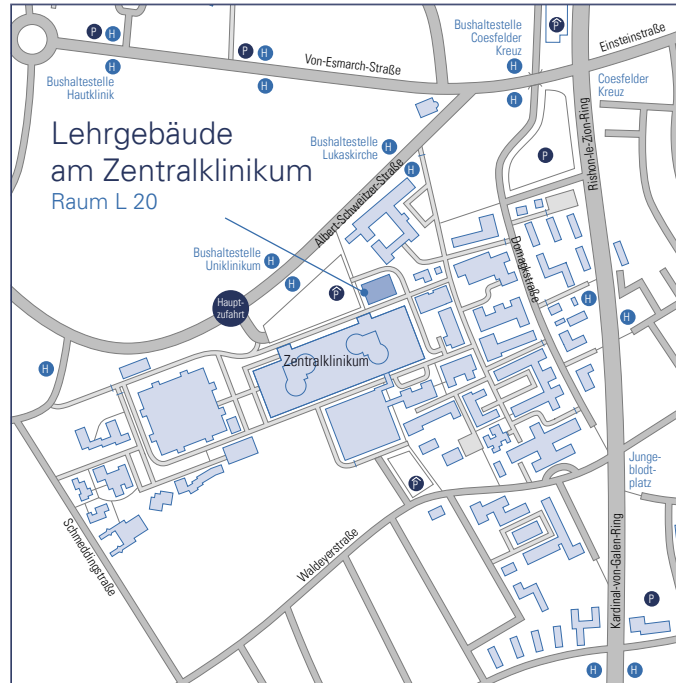 P
H
P
H
H
H
Bushaltestelle
Hautklinik
Von-Esmarch-Straße
Bushaltestelle
Coesfelder
Kreuz
H
H
P
Einsteinstraße
Coesfelder
Kreuz
Lehrgebäude
am Zentralklinikum
Raum L 20
Bushaltestelle
Lukaskirche
H
H
P
Rishon-le-Zion-Ring
Albert-Schweitzer-Straße
Domagkstraße
Bushaltestelle
Uniklinikum
H
H
P
Haupt-
zufahrt
H
H
H
Zentralklinikum
Junge-
blodt-
platz
P
Schmeddingstraße
Waldeyerstraße
Kardinal-von-Galen-Ring
P
H
H